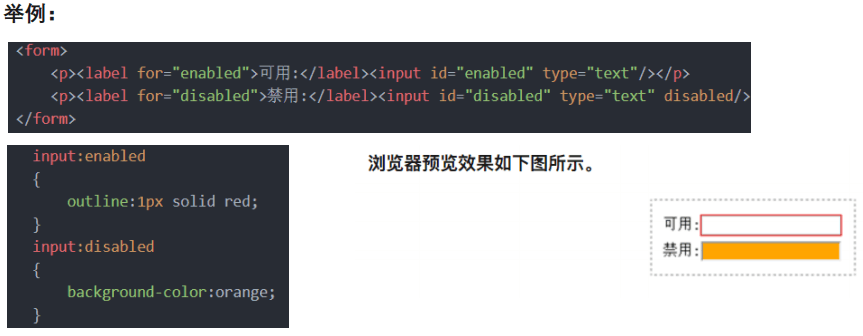 举例：
<form>
<p><label for="enabled">可用:</label><input id="enabled" type="text"/></p>
<p><label for="disabled">禁用:</label><input id="disabled" type="text" disabled/>
</form>
input:enabled
{
outline:1px solid red;
}
input:disabled
{
background-color:orange;
}
浏览器预览效果如下图所示。
可用:
禁用: